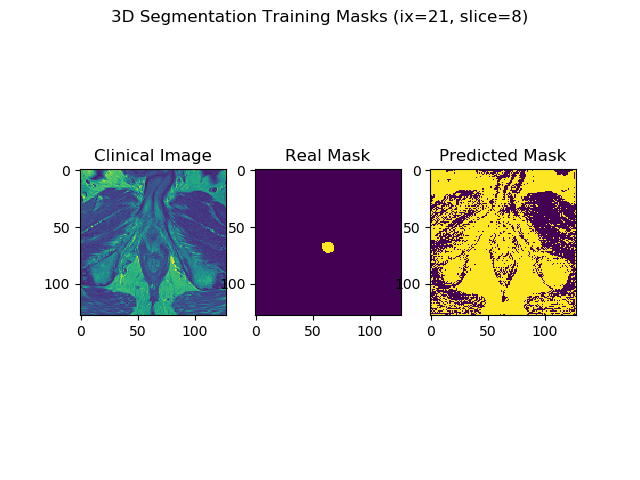 3D Segmentation Training Masks (ix=21, slice=8)
Clinical Image Real Mask Predicted Mask
0 0 0
50 50 50
100 100 100
0 50 100 0 50 100 0 50 100